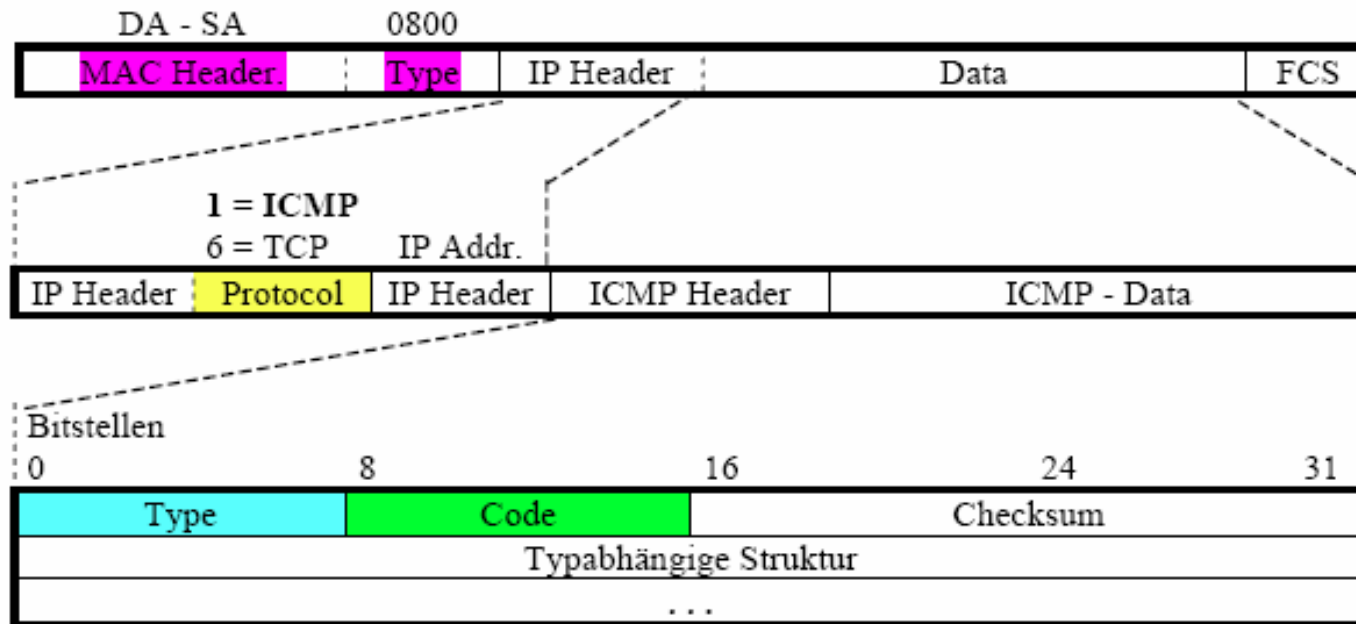 DA - SA 0800
MAC Header. Type IP Header Data FCS
1 = ICMP
6 = TCP IP Addr.
IP Header Protocol IP Header ICMP Header ICMP - Data
Bitstellen
0 8 16 24 31
Type Code Checksum
Typabhängige Struktur
. . .